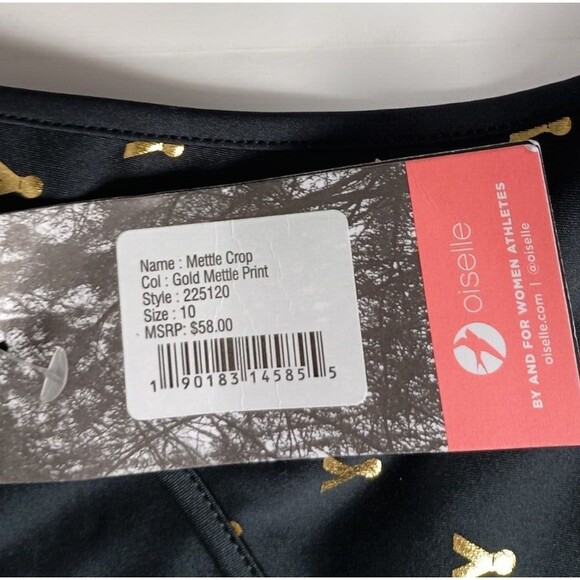 Name : Mettle Crop
Col : Gold Mettle Print
Style : 225120
Size : 10
MSRP: $58.00
1 90183 14585 5
oiselle
BY AND FOR WOMEN ATHLETES
oiselle.com | @oiselle